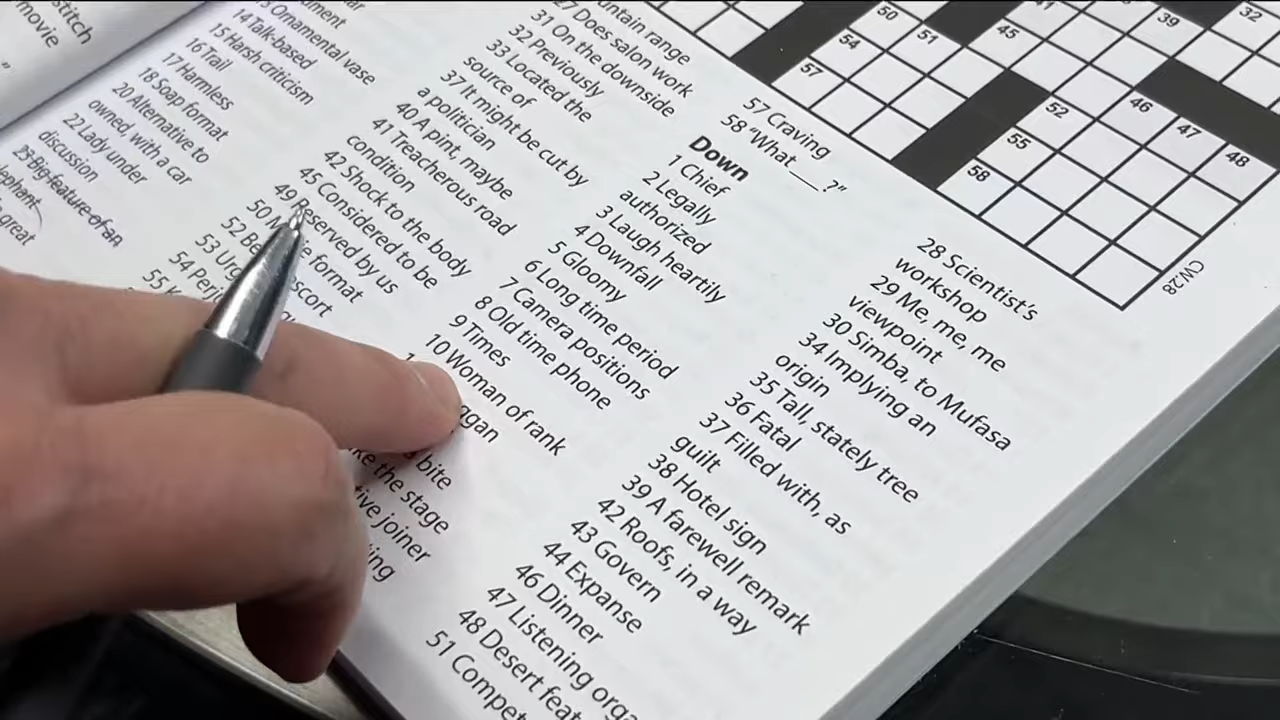 stitch
movie
14 Talk-based
15 Harsh criticism
16 Trail
17 Harmless
18 Soap format
20 Alternative to
owned, with a car
22 Lady under
discussion
23 Big feature of an
great
Ornamental vase
mountain range
27 Does salon work
31 On the downside
32 Previously
33 Located the
source of
37 It might be cut by
a politician
40 A pint, maybe
41 Treacherous road
condition
42 Shock to the body
45 Considered to be
49 Reserved by us
50
format
52
escort
53
54
55
57 Craving
58 "What ___ ?"
Down
1 Chief
2 Legally
authorized
3 Laugh heartily
4 Downfall
5 Gloomy
6 Long time period
7 Camera positions
8 Old time phone
9 Times
10 Woman of rank
bite
the stage
joiner
28 Scientist's
workshop
29 Me, me, me
viewpoint
30 Simba, to Mufasa
34 Implying an
origin
35 Tall, stately tree
36 Fatal
37 Filled with, as
guilt
38 Hotel sign
39 A farewell remark
42 Roofs, in a way
43 Govern
44 Expanse
46 Dinner
47 Listening
48 Desert
51
50
51
54
57
32
39
45
46
47
48
52
55
58
CW28